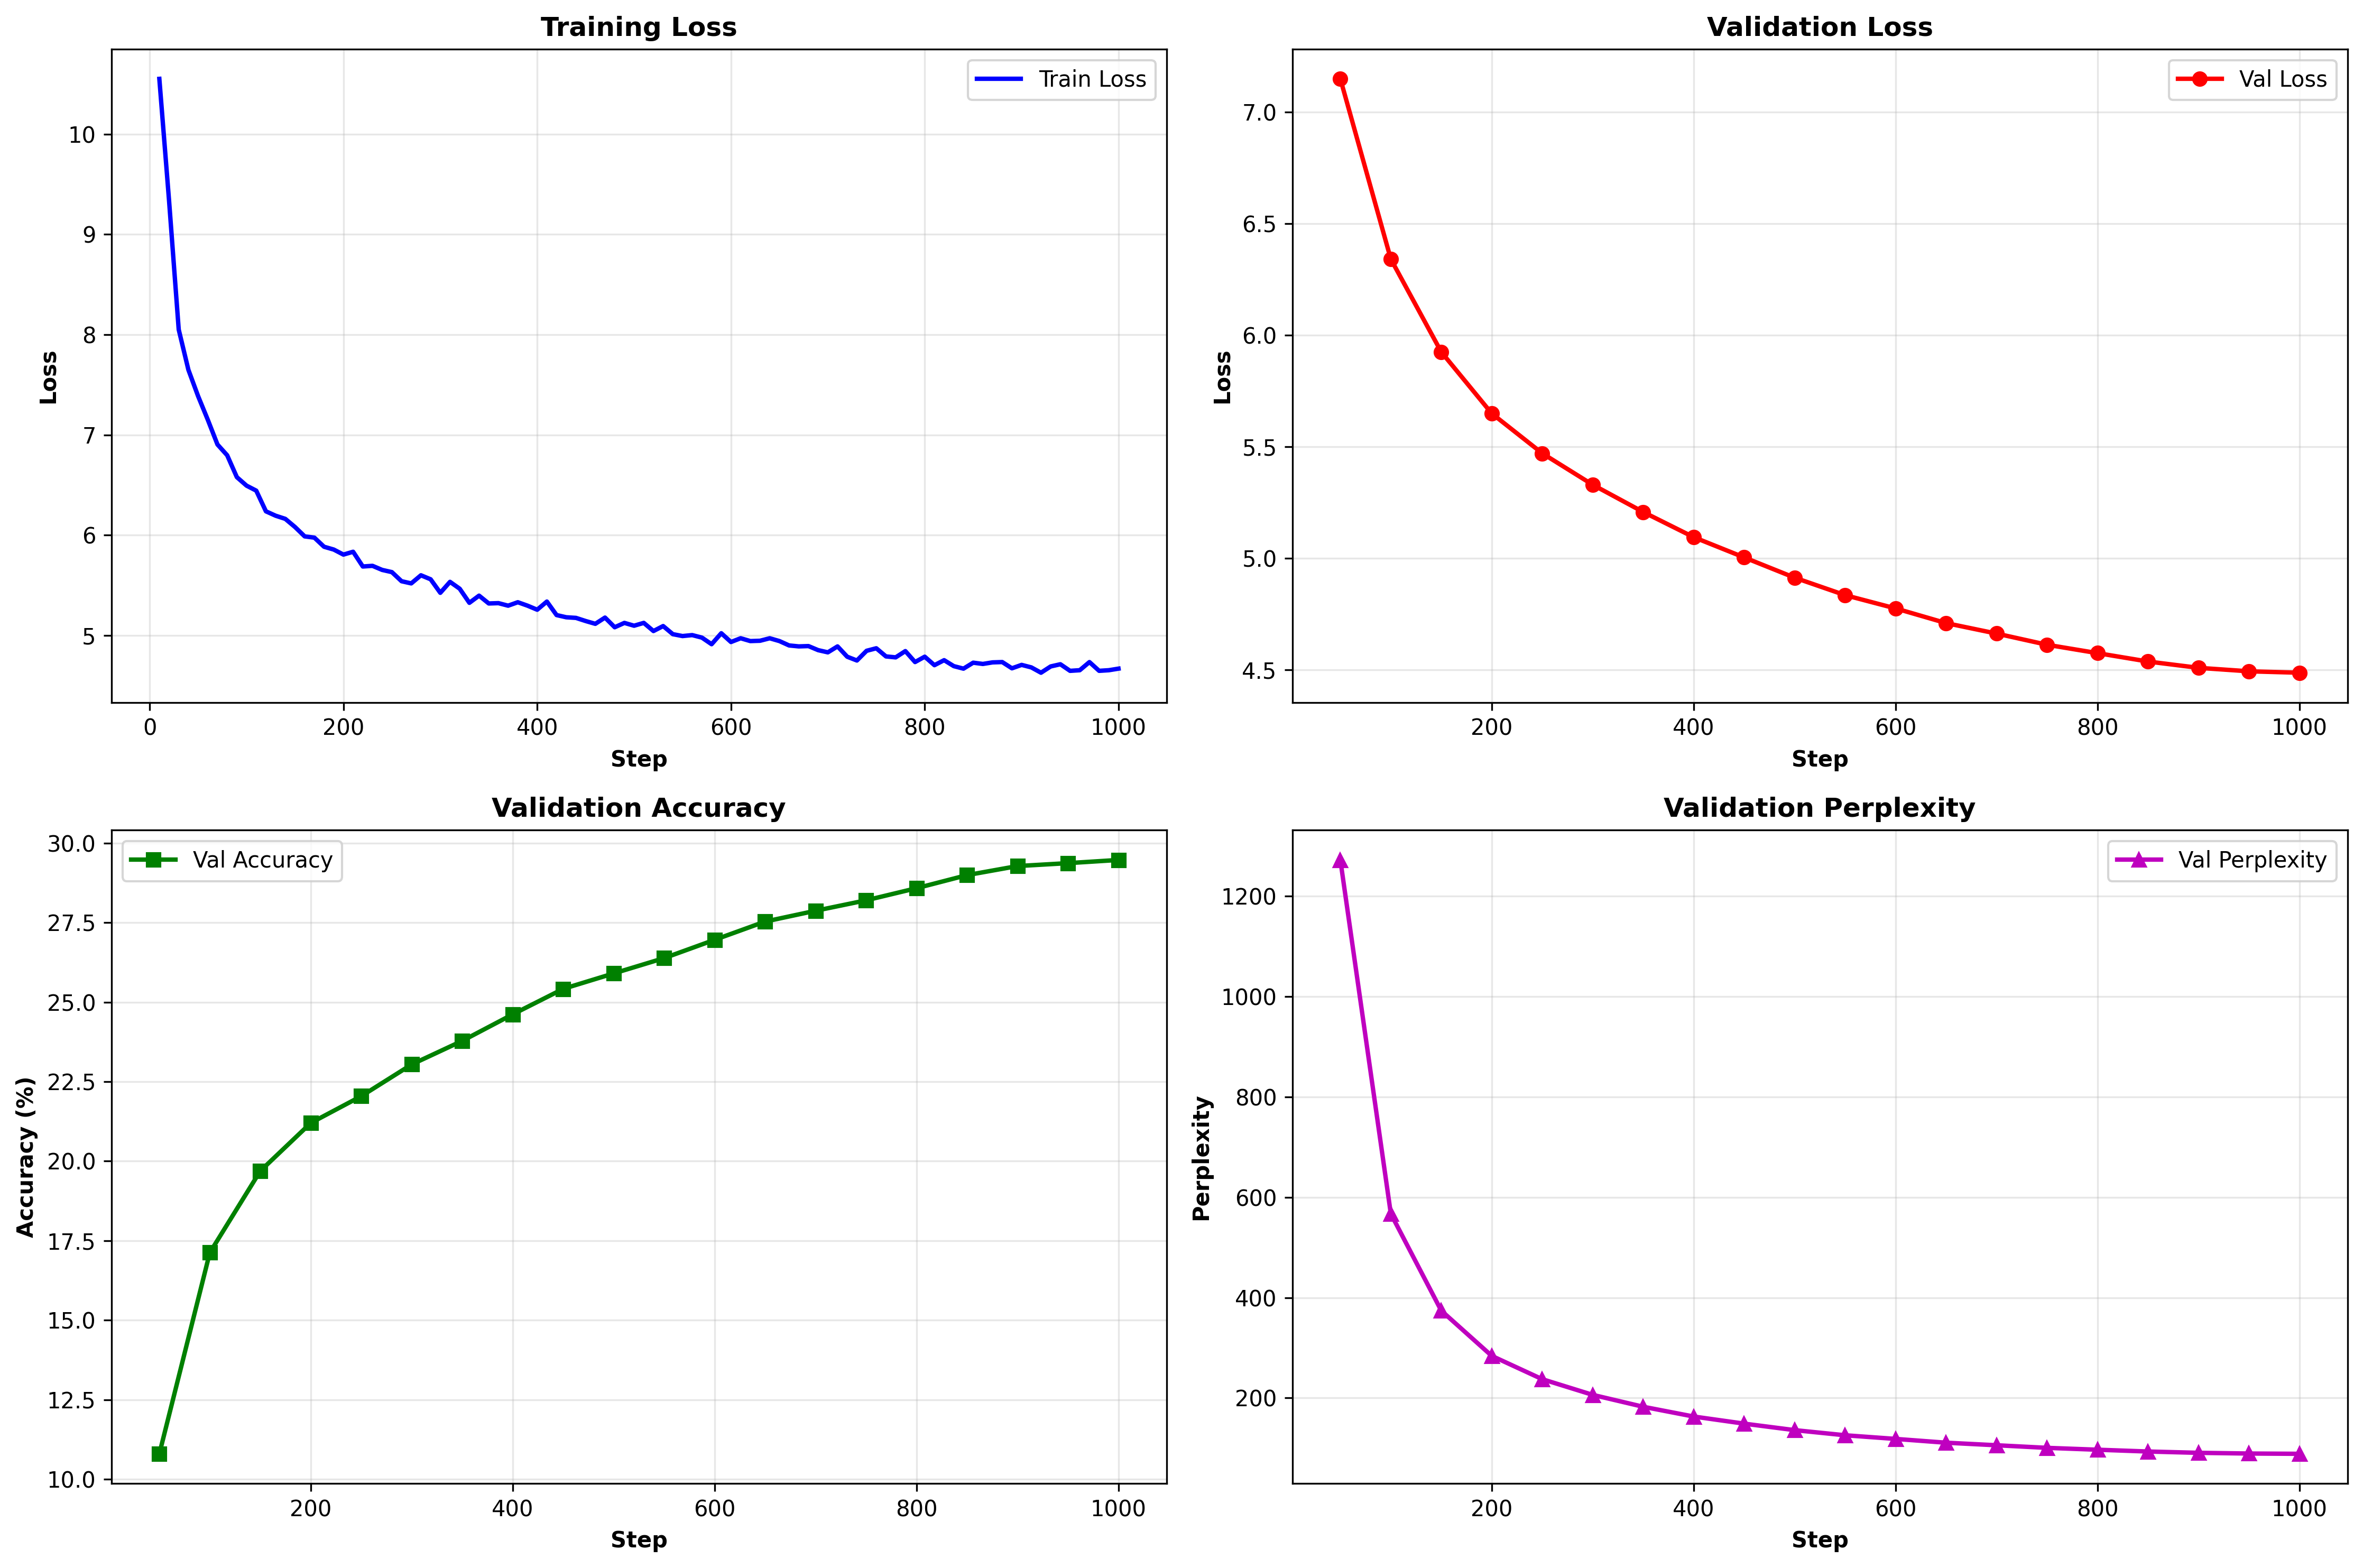 Training Loss
Train Loss
10
9
8
7
6
5
Loss
0 200 400 600 800 1000
Step
Validation Loss
Val Loss
7.0
6.5
6.0
5.5
5.0
4.5
Loss
200 400 600 800 1000
Step
Validation Accuracy
Val Accuracy
30.0
27.5
25.0
22.5
20.0
17.5
15.0
12.5
10.0
Accuracy (%)
200 400 600 800 1000
Step
Validation Perplexity
Val Perplexity
1200
1000
800
600
400
200
Perplexity
200 400 600 800 1000
Step